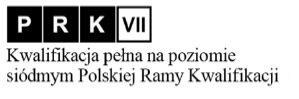 P R K VII
Kwalifikacja pełna na poziomie
siódmym Polskiej Ramy Kwalifikacji